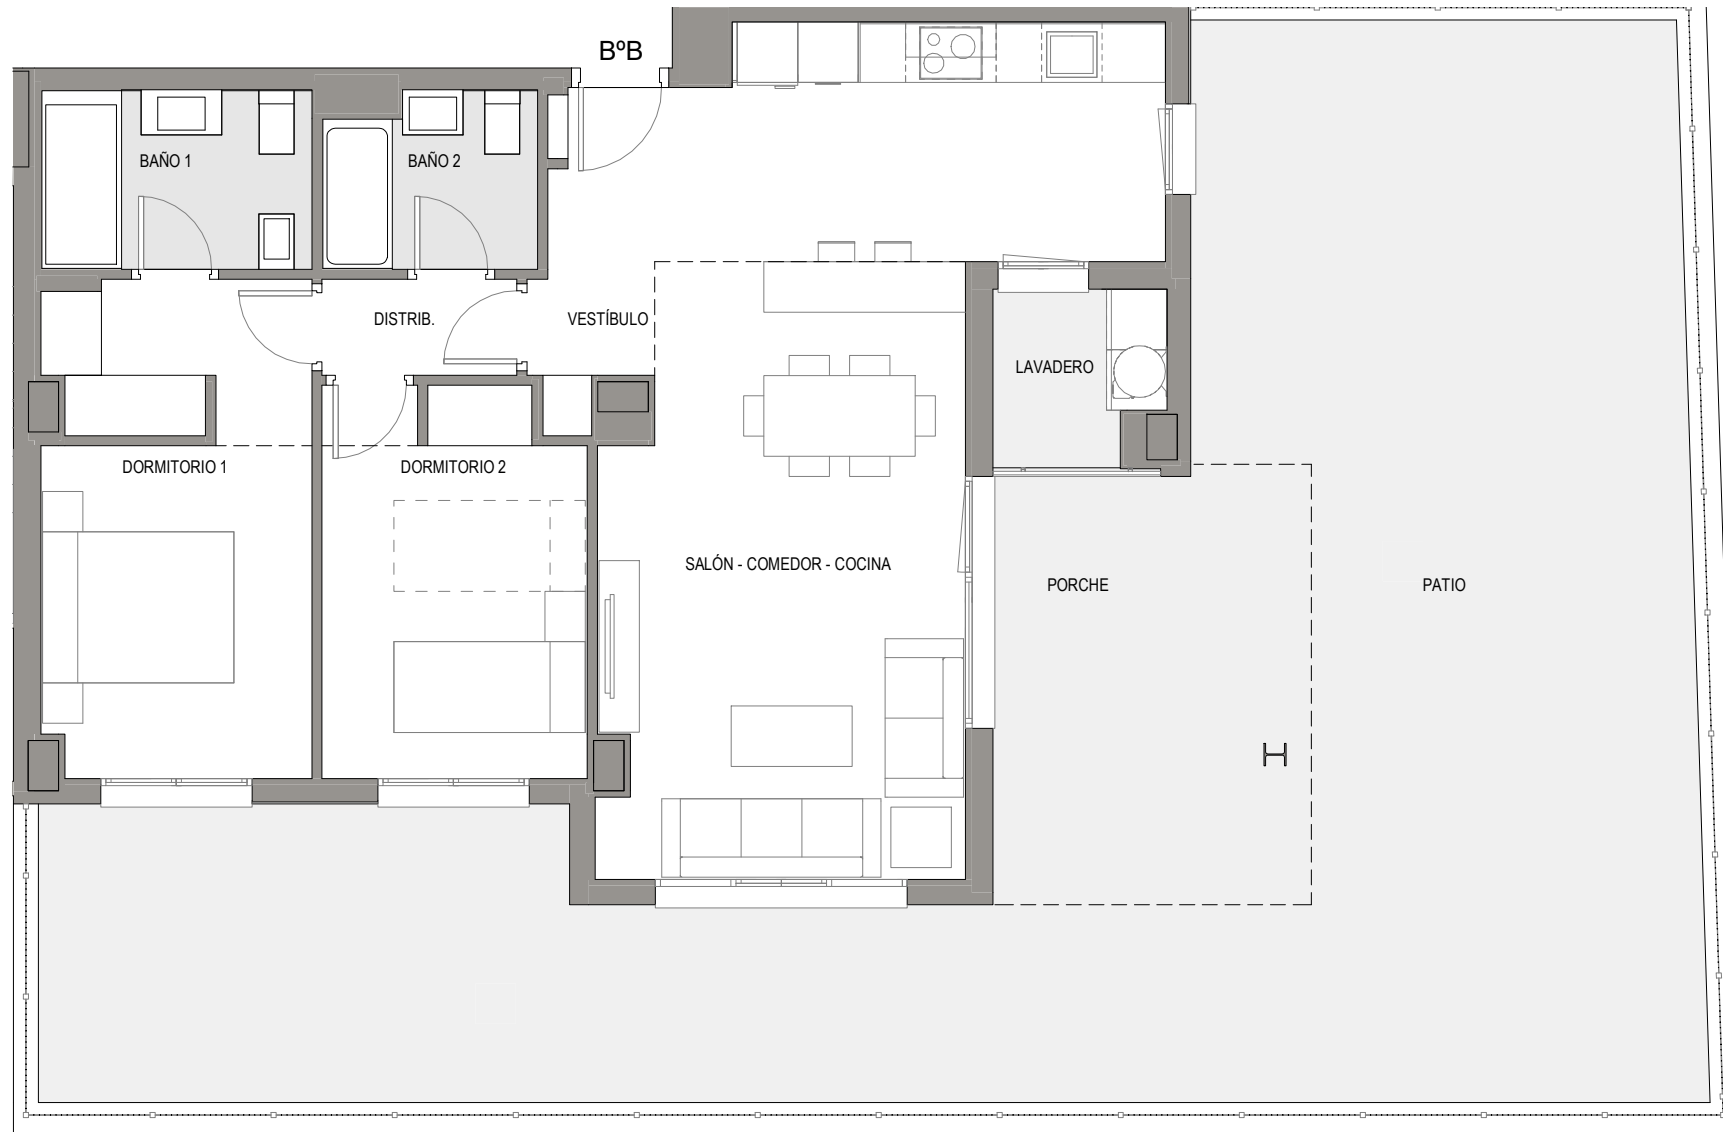 BºB
BAÑO 1
BAÑO 2
DISTRIB.
VESTÍBULO
LAVADERO
DORMITORIO 1
DORMITORIO 2
SALÓN - COMEDOR - COCINA
PORCHE
PATIO